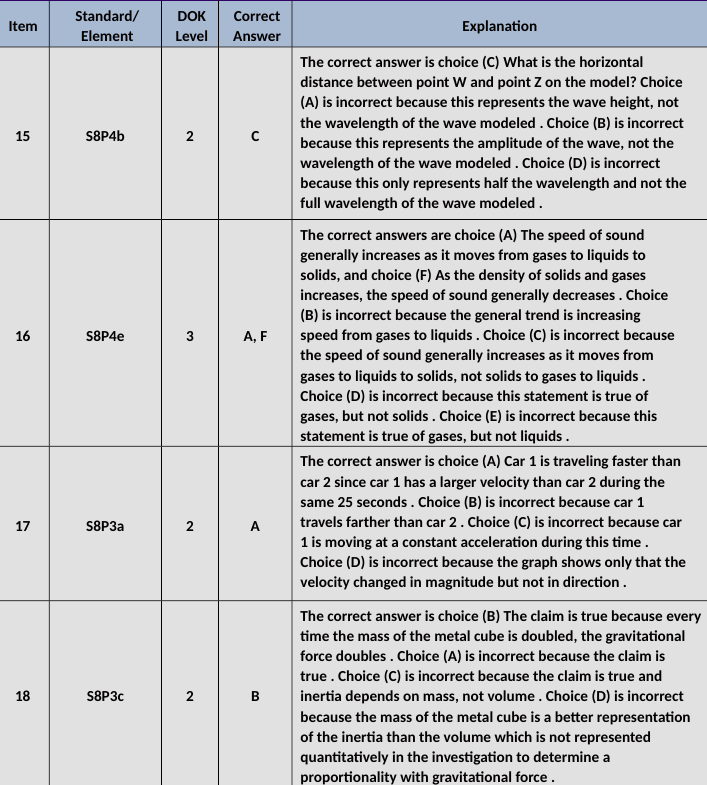 Item
Standard/
Element
DOK
Level
Correct
Answer
Explanation
15
S8P4b
2
C
The correct answer is choice (C) What is the horizontal
distance between point W and point Z on the model? Choice
(A) is incorrect because this represents the wave height, not
the wavelength of the wave modeled . Choice (B) is incorrect
because this represents the amplitude of the wave, not the
wavelength of the wave modeled . Choice (D) is incorrect
because this only represents half the wavelength and not the
full wavelength of the wave modeled .
16
S8P4e
3
A, F
The correct answers are choice (A) The speed of sound
generally increases as it moves from gases to liquids to
solids, and choice (F) As the density of solids and gases
increases, the speed of sound generally decreases . Choice
(B) is incorrect because the general trend is increasing
speed from gases to liquids . Choice (C) is incorrect because
the speed of sound generally increases as it moves from
gases to liquids to solids, not solids to gases to liquids .
Choice (D) is incorrect because this statement is true of
gases, but not solids . Choice (E) is incorrect because this
statement is true of gases, but not liquids .
17
S8P3a
2
A
The correct answer is choice (A) Car 1 is traveling faster than
car 2 since car 1 has a larger velocity than car 2 during the
same 25 seconds . Choice (B) is incorrect because car 1
travels farther than car 2 . Choice (C) is incorrect because car
1 is moving at a constant acceleration during this time .
Choice (D) is incorrect because the graph shows only that the
velocity changed in magnitude but not in direction .
18
S8P3c
2
B
The correct answer is choice (B) The claim is true because every
time the mass of the metal cube is doubled, the gravitational
force doubles . Choice (A) is incorrect because the claim is
true . Choice (C) is incorrect because the claim is true and
inertia depends on mass, not volume . Choice (D) is incorrect
because the mass of the metal cube is a better representation
of the inertia than the volume which is not represented
quantitatively in the investigation to determine a
proportionality with gravitational force .